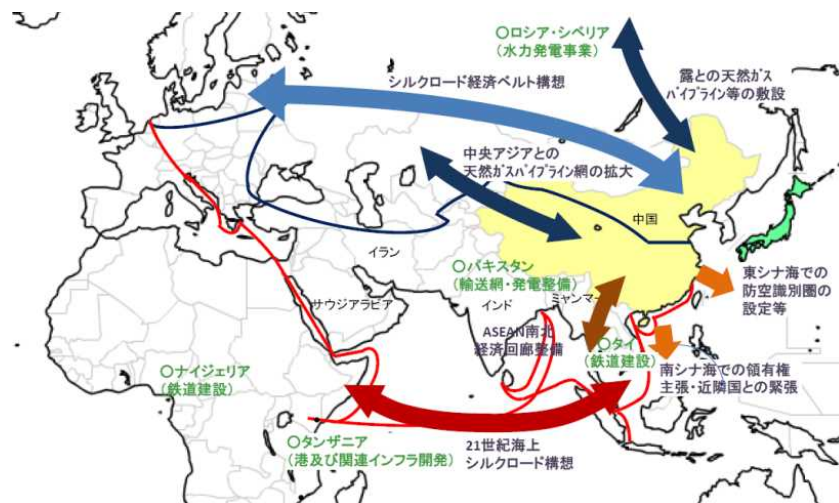 ○ロシア・シベリア
(水力発電事業)
シルクロード経済ベルト構想
露との天然ガス
パイプライン等の敷設
中央アジアとの
天然ガスパイプライン網の拡大
中国
イラン
○パキスタン
(輸送網・発電整備)
サウジアラビア
インド
ミャンマー
東シナ海での
防空識別圏の
設定等
ASEAN南北
経済回廊整備
○タイ
(鉄道建設)
○ナイジェリア
(鉄道建設)
南シナ海での領有権
主張・近隣国との緊張
○タンザニア
(港及び関連インフラ開発)
21世紀海上
シルクロード構想